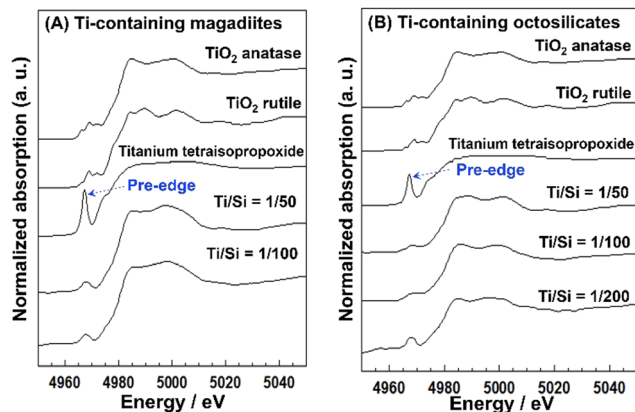 (A) Ti-containing magadiites
TiO2 anatase
TiO2 rutile
Titanium tetraisopropoxide
Pre-edge
Ti/Si = 1/50
Ti/Si = 1/100
Normalized absorption (a. u.)
4960 4980 5000 5020 5040
Energy / eV
(B) Ti-containing octosilicates
TiO2 anatase
TiO2 rutile
Titanium tetraisopropoxide
Pre-edge
Ti/Si = 1/50
Ti/Si = 1/100
Ti/Si = 1/200
Normalized absorption (a. u.)
4960 4980 5000 5020 5040
Energy / eV